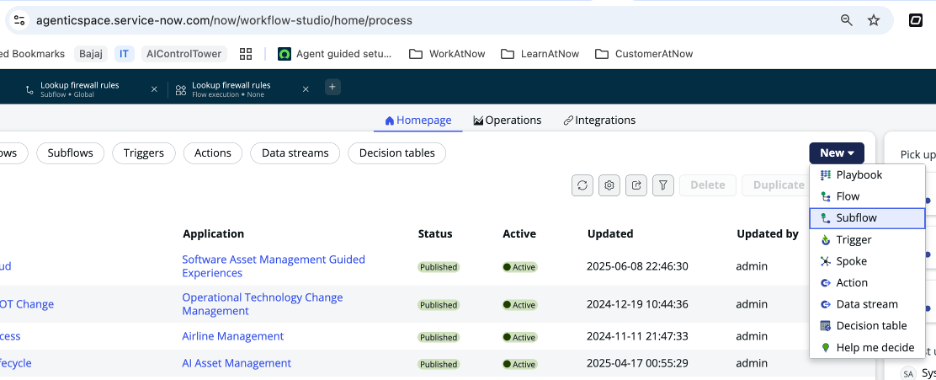 agenticspace.service-now.com/now/workflow-studio/home/process
ed Bookmarks Bajaj IT AIControlTower Agent guided setu... WorkAtNow LearnAtNow CustomerAtNow
Lookup firewall rules
Subflow • Global
Lookup firewall rules
Flow execution • None
Homepage Operations Integrations
ows Subflows Triggers Actions Data streams Decision tables New
Pick up
Playbook
Flow
Subflow
Trigger
Spoke
Action
Data stream
Decision table
Help me decide
Delete Duplicate
Application Status Active Updated Updated by
ud Software Asset Management Guided Experiences Published Active 2025-06-08 22:46:30 admin
OT Change Operational Technology Change Management Published Active 2024-12-19 10:44:36 admin
cess Airline Management Published Active 2024-11-11 21:47:33 admin
ifecycle AI Asset Management Published Active 2025-04-17 00:55:29 admin
st u
SA Sys